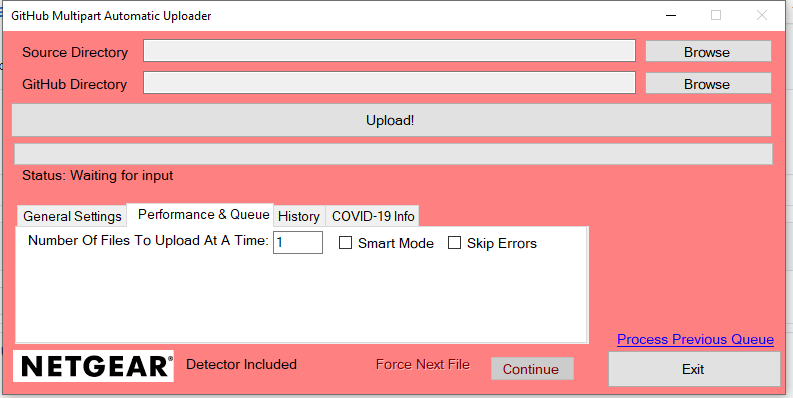 GitHub Multipart Automatic Uploader
Source Directory Browse
GitHub Directory Browse
Upload!
Status: Waiting for input
General Settings Performance & Queue History COVID-19 Info
Number Of Files To Upload At A Time: 1 Smart Mode Skip Errors
Process Previous Queue
NETGEAR® Detector Included Force Next File Continue Exit